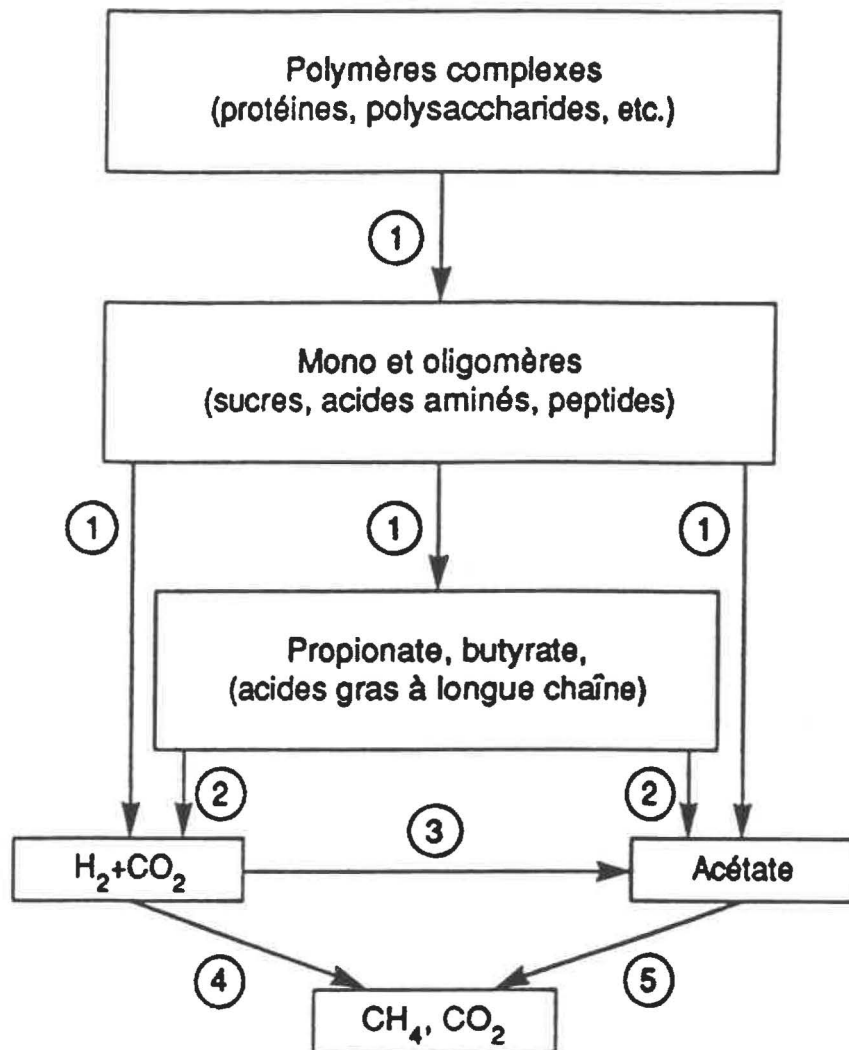 Polymères complexes
(protéines, polysaccharides, etc.)
1
Mono et oligomères
(sucres, acides aminés, peptides)
1
1
1
Propionate, butyrate,
(acides gras à longue chaîne)
2
2
3
H₂+CO₂
Acétate
4
5
CH₄, CO₂